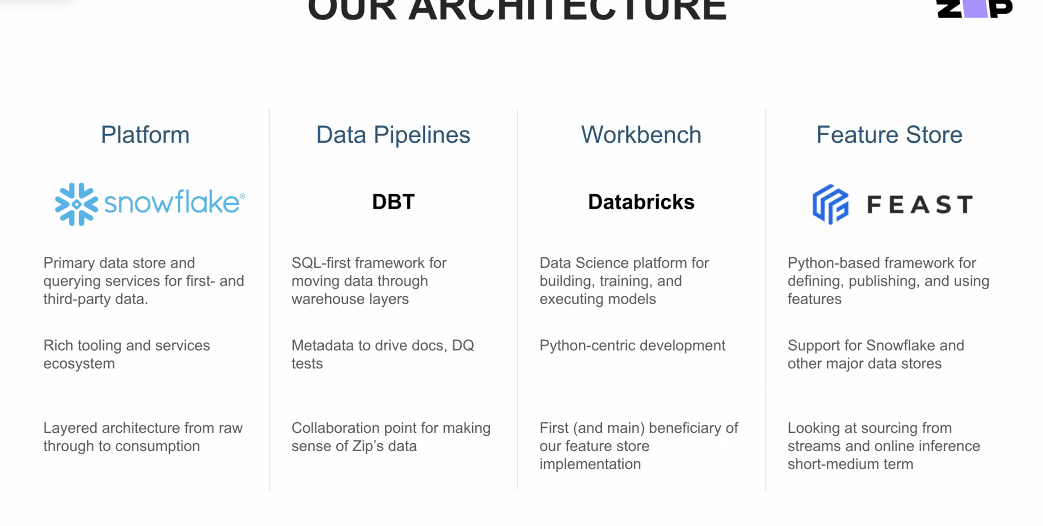 OUR ARCHITECTURE
ZIP
Platform
snowflake®
Primary data store and
querying services for first- and
third-party data.
Rich tooling and services
ecosystem
Layered architecture from raw
through to consumption
Data Pipelines
DBT
SQL-first framework for
moving data through
warehouse layers
Metadata to drive docs, DQ
tests
Collaboration point for making
sense of Zip’s data
Workbench
Databricks
Data Science platform for
building, training, and
executing models
Python-centric development
First (and main) beneficiary of
our feature store
implementation
Feature Store
FEAST
Python-based framework for
defining, publishing, and using
features
Support for Snowflake and
other major data stores
Looking at sourcing from
streams and online inference
short-medium term